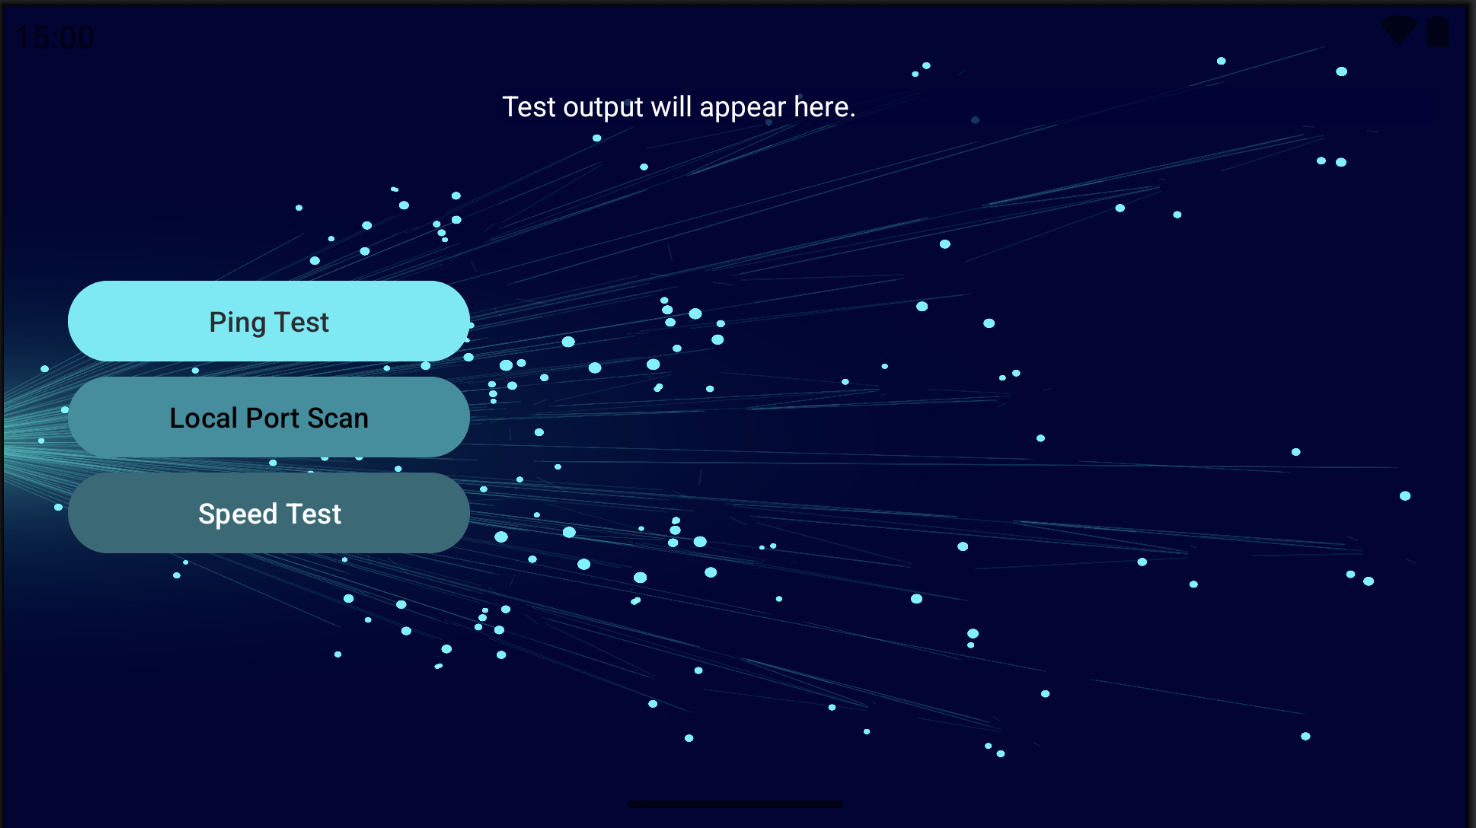 15:00
Test output will appear here.
Ping Test
Local Port Scan
Speed Test